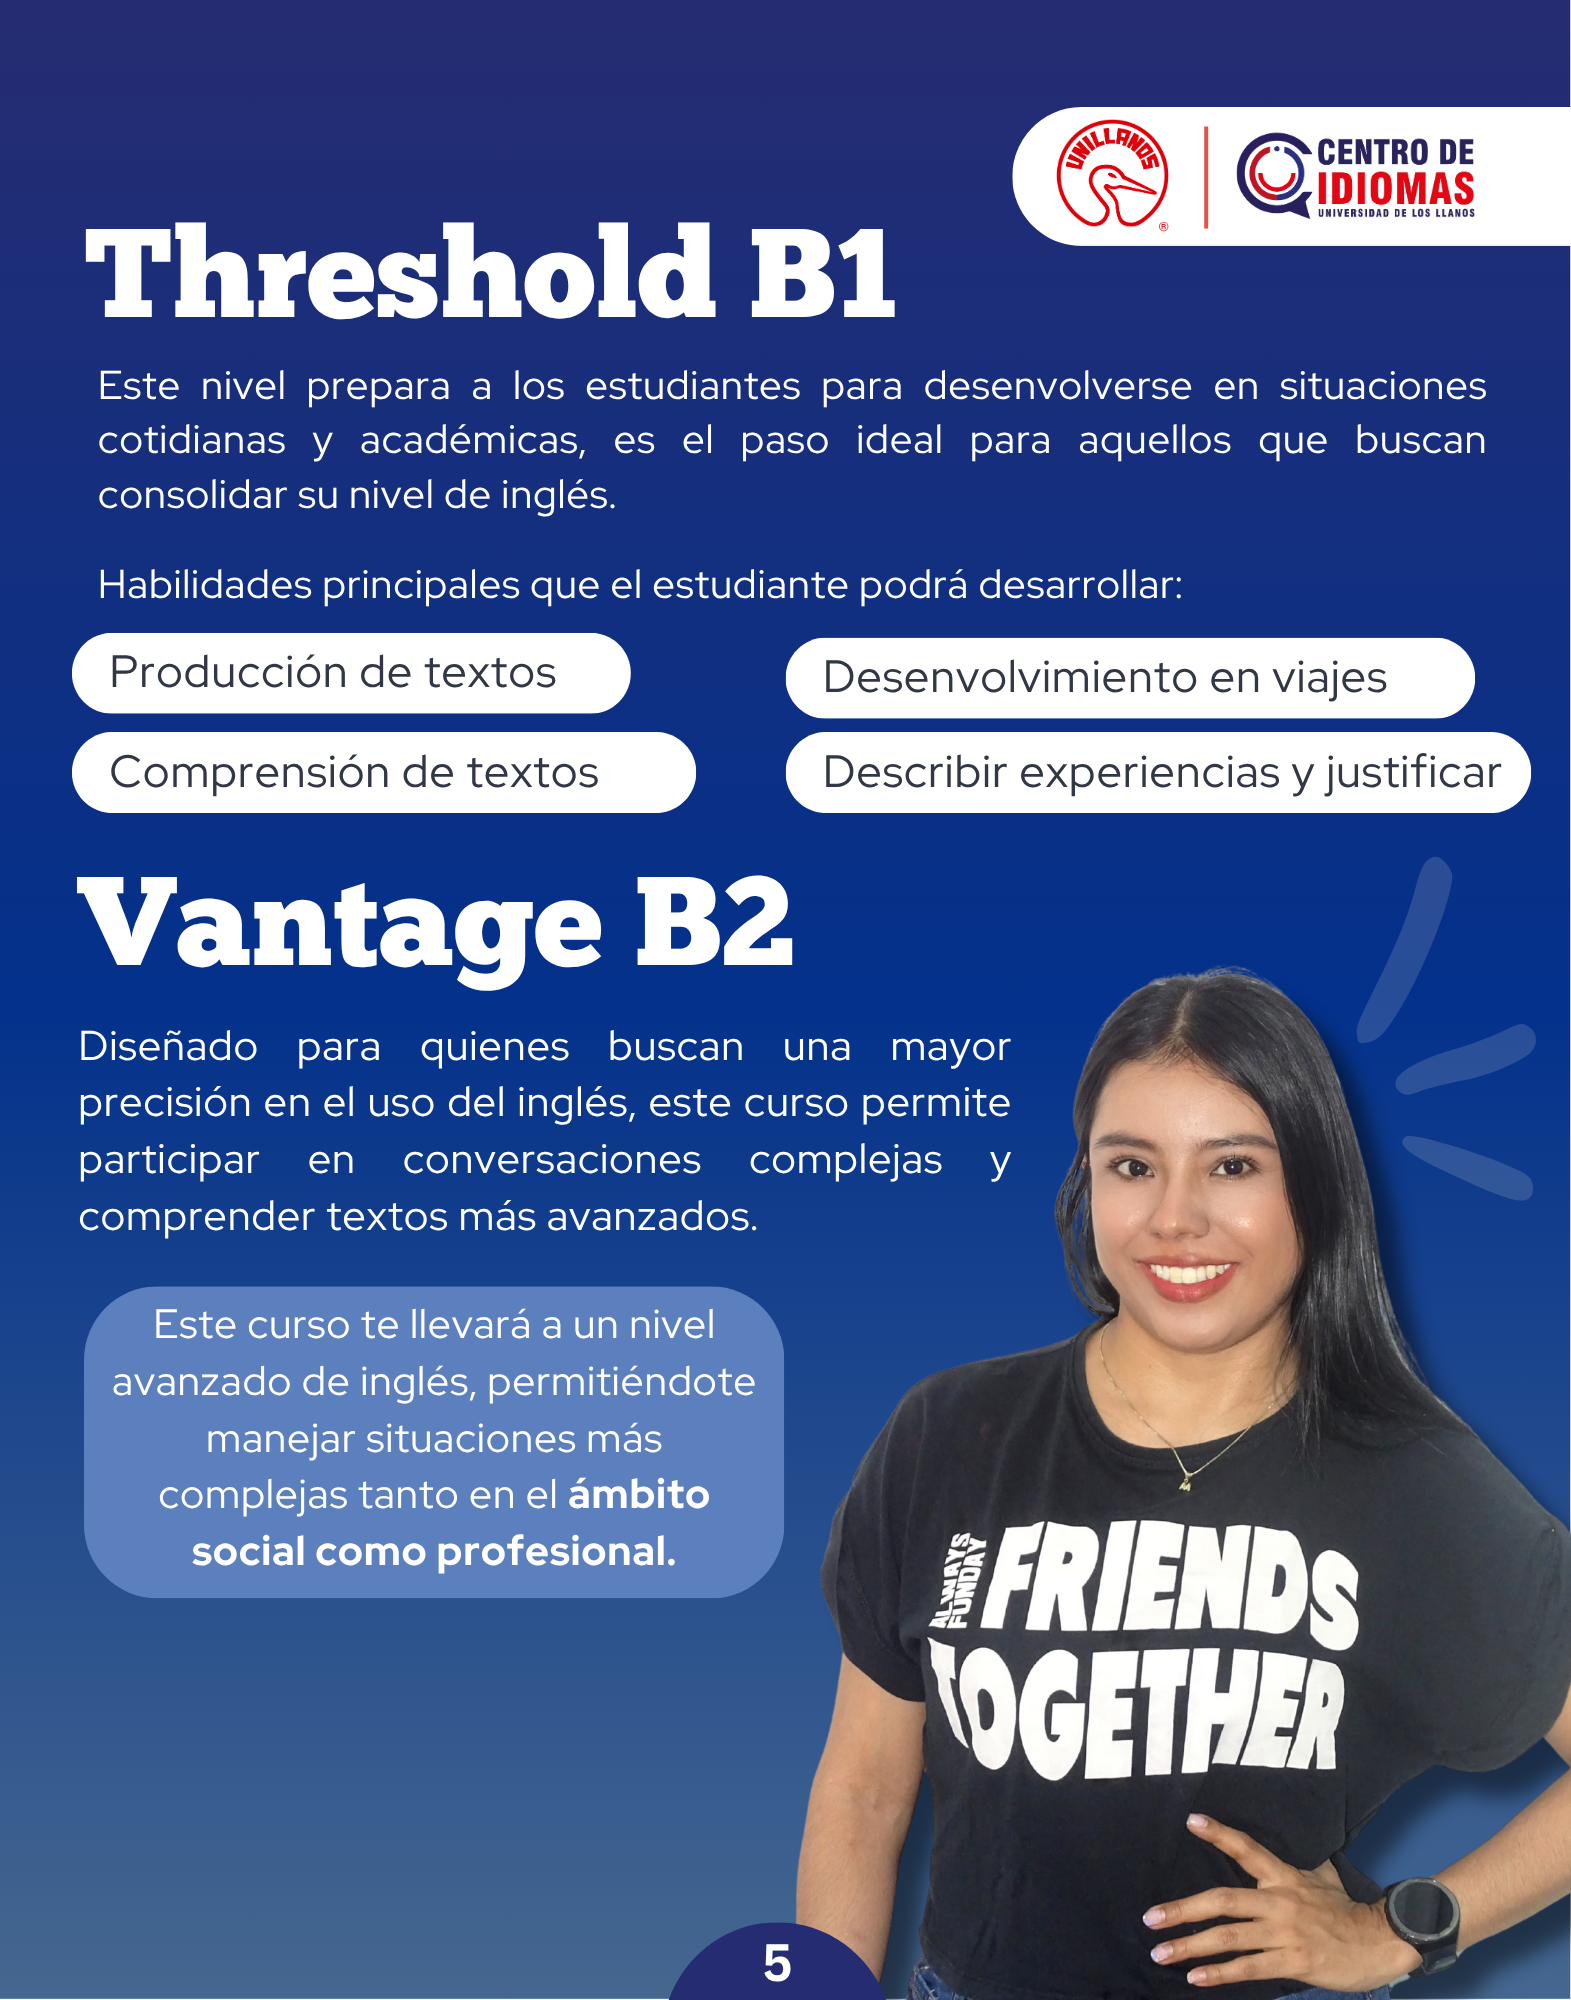 UNILLANOS
®
CENTRO DE
IDIOMAS
UNIVERSIDAD DE LOS LLANOS
Threshold B1
Este nivel prepara a los estudiantes para desenvolverse en situaciones
cotidianas y académicas, es el paso ideal para aquellos que buscan
consolidar su nivel de inglés.
Habilidades principales que el estudiante podrá desarrollar:
Producción de textos
Desenvolvimiento en viajes
Comprensión de textos
Describir experiencias y justificar
Vantage B2
Diseñado para quienes buscan una mayor
precisión en el uso del inglés, este curso permite
participar en conversaciones complejas y
comprender textos más avanzados.
Este curso te llevará a un nivel
avanzado de inglés, permitiéndote
manejar situaciones más
complejas tanto en el ámbito
social como profesional.
ALWAYS
FUNDAY
FRIENDS
TOGETHER
5